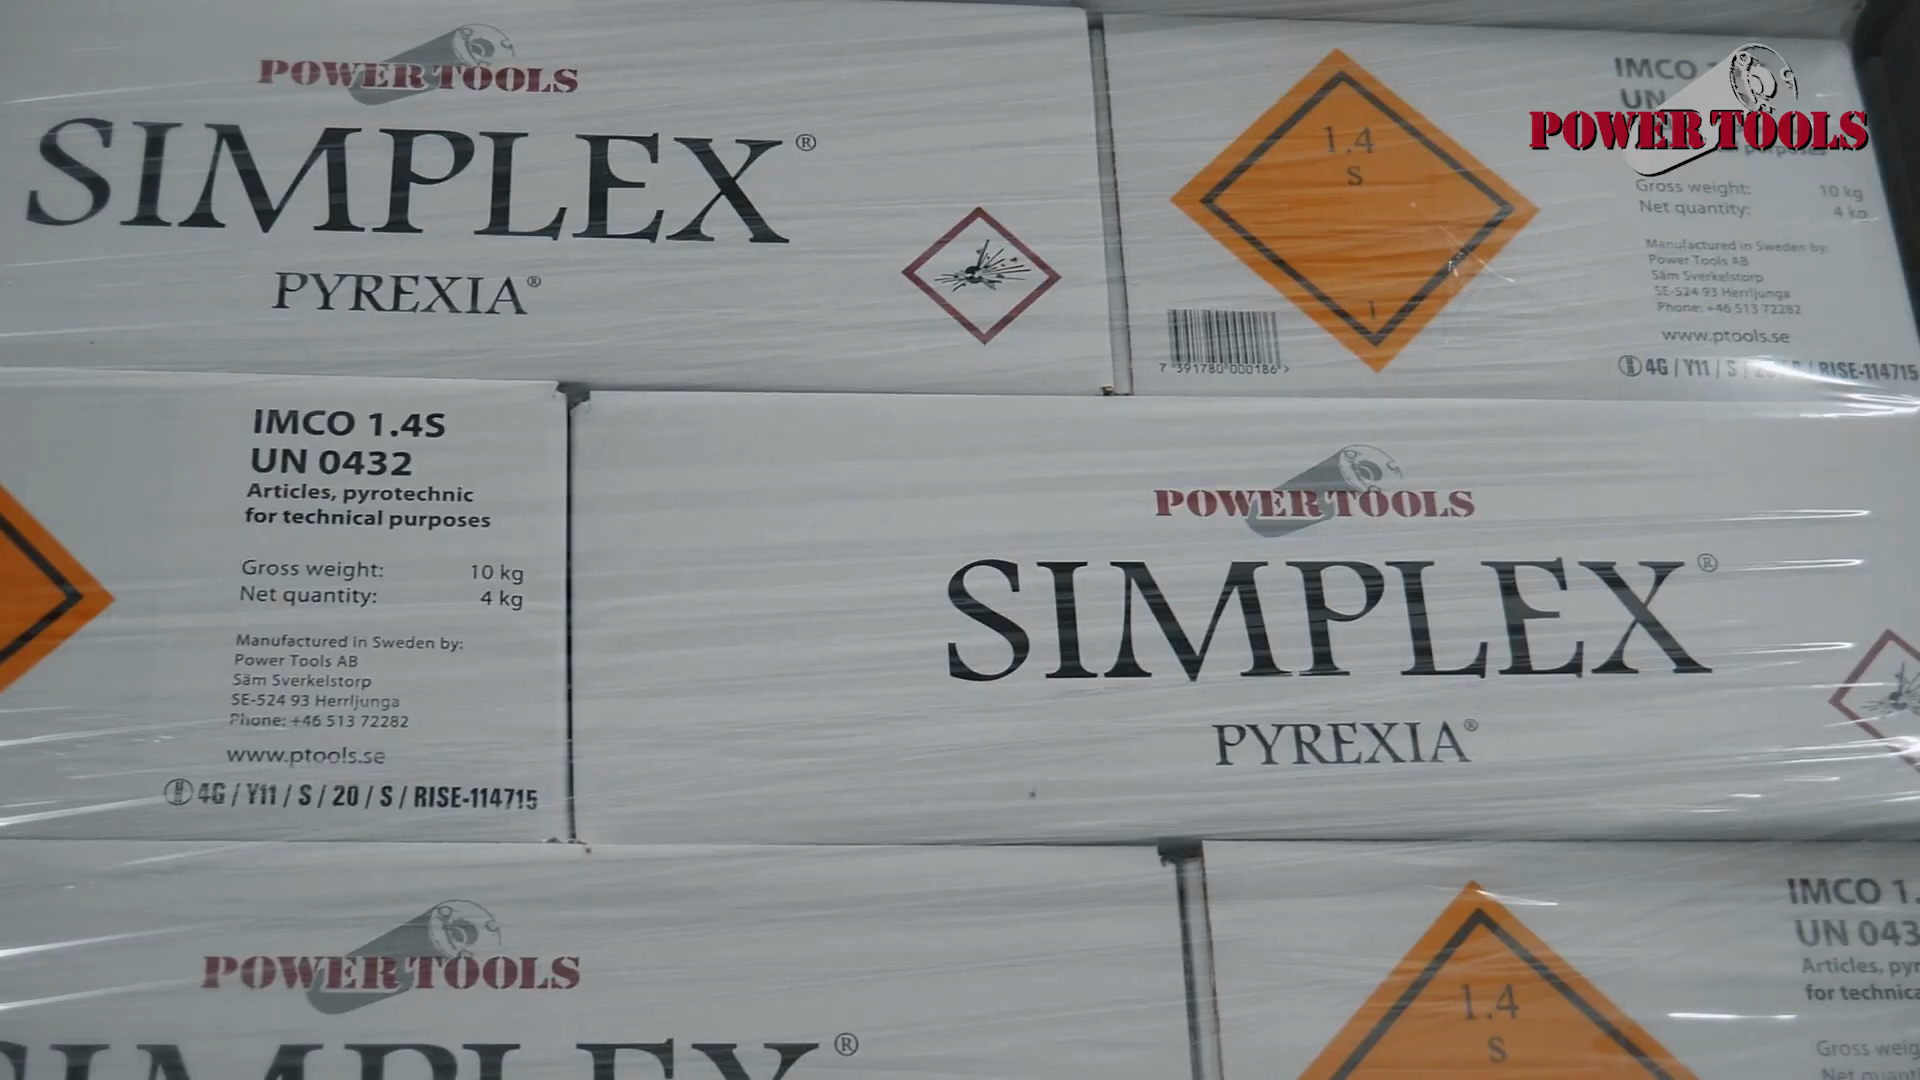 POWER TOOLS
SIMPLEX®
PYREXIA®
1.4
S
1
7 391780 000186 >
IMCO
UN
POWER TOOLS
purposes
Gross weight: 10 kg
Net quantity: 4 kg
Manufactured in Sweden by:
Power Tools AB
Säm Sverkelstorp
SE-524 93 Herrljunga
Phone: +46 513 72282
www.ptools.se
4G / Y11 / S / RISE-114715
IMCO 1.4S
UN 0432
Articles, pyrotechnic
for technical purposes
Gross weight: 10 kg
Net quantity: 4 kg
Manufactured in Sweden by:
Power Tools AB
Säm Sverkelstorp
SE-524 93 Herrljunga
Phone: +46 513 72282
www.ptools.se
4G / Y11 / S / 20 / S / RISE-114715
POWER TOOLS
SIMPLEX®
PYREXIA®
POWER TOOLS
SIMPLEX®
1.4
S
IMCO 1.
UN 043
Articles, pyr
for technica
Gross weig
Net quanti